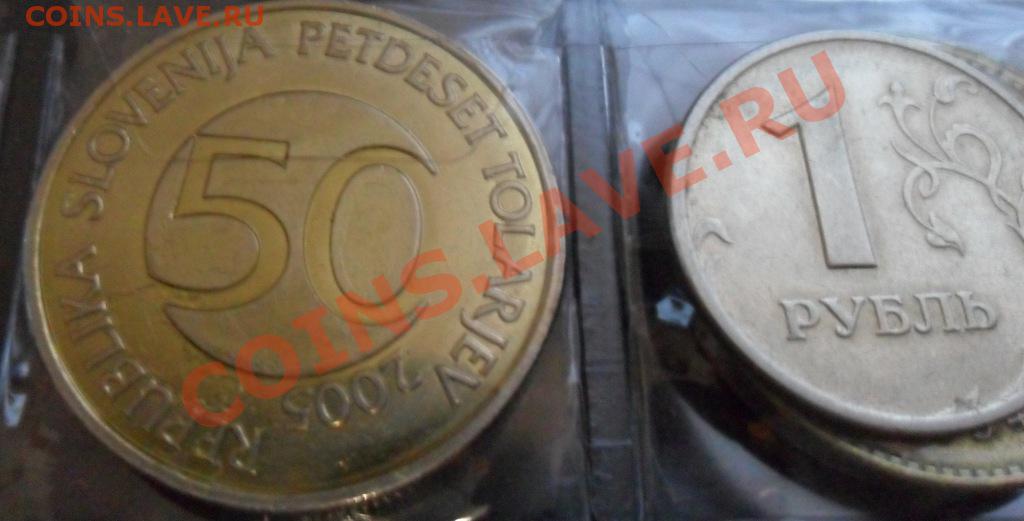 COINS.LAVE.RU
REPUBLIKA SLOVENIJA PETDESET TOLARJEV 2005
50
1
РУБЛЬ
COINS.LAVE.RU